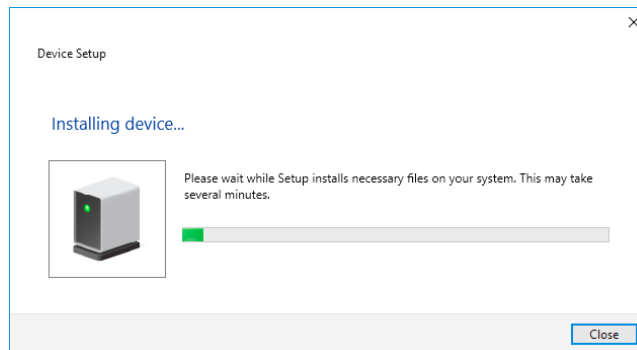 Device Setup
Installing device...
Please wait while Setup installs necessary files on your system. This may take
several minutes.
Close